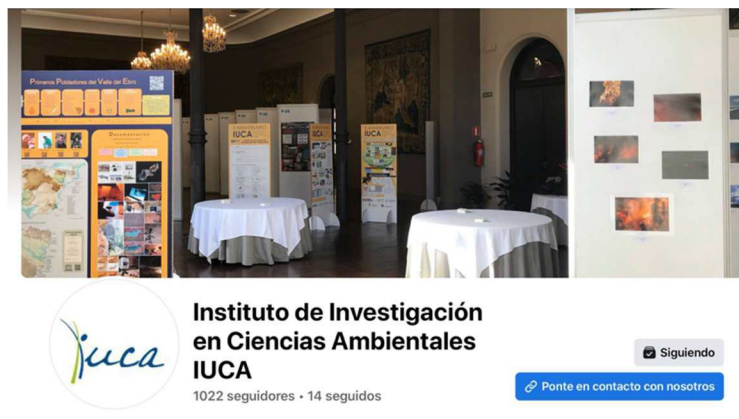 Primeros Pobladores del Valle del Ebro
Documentación
IUCA
IUCA
iuca
Instituto de Investigación
en Ciencias Ambientales
IUCA
1022 seguidores • 14 seguidos
Siguiendo
Ponte en contacto con nosotros